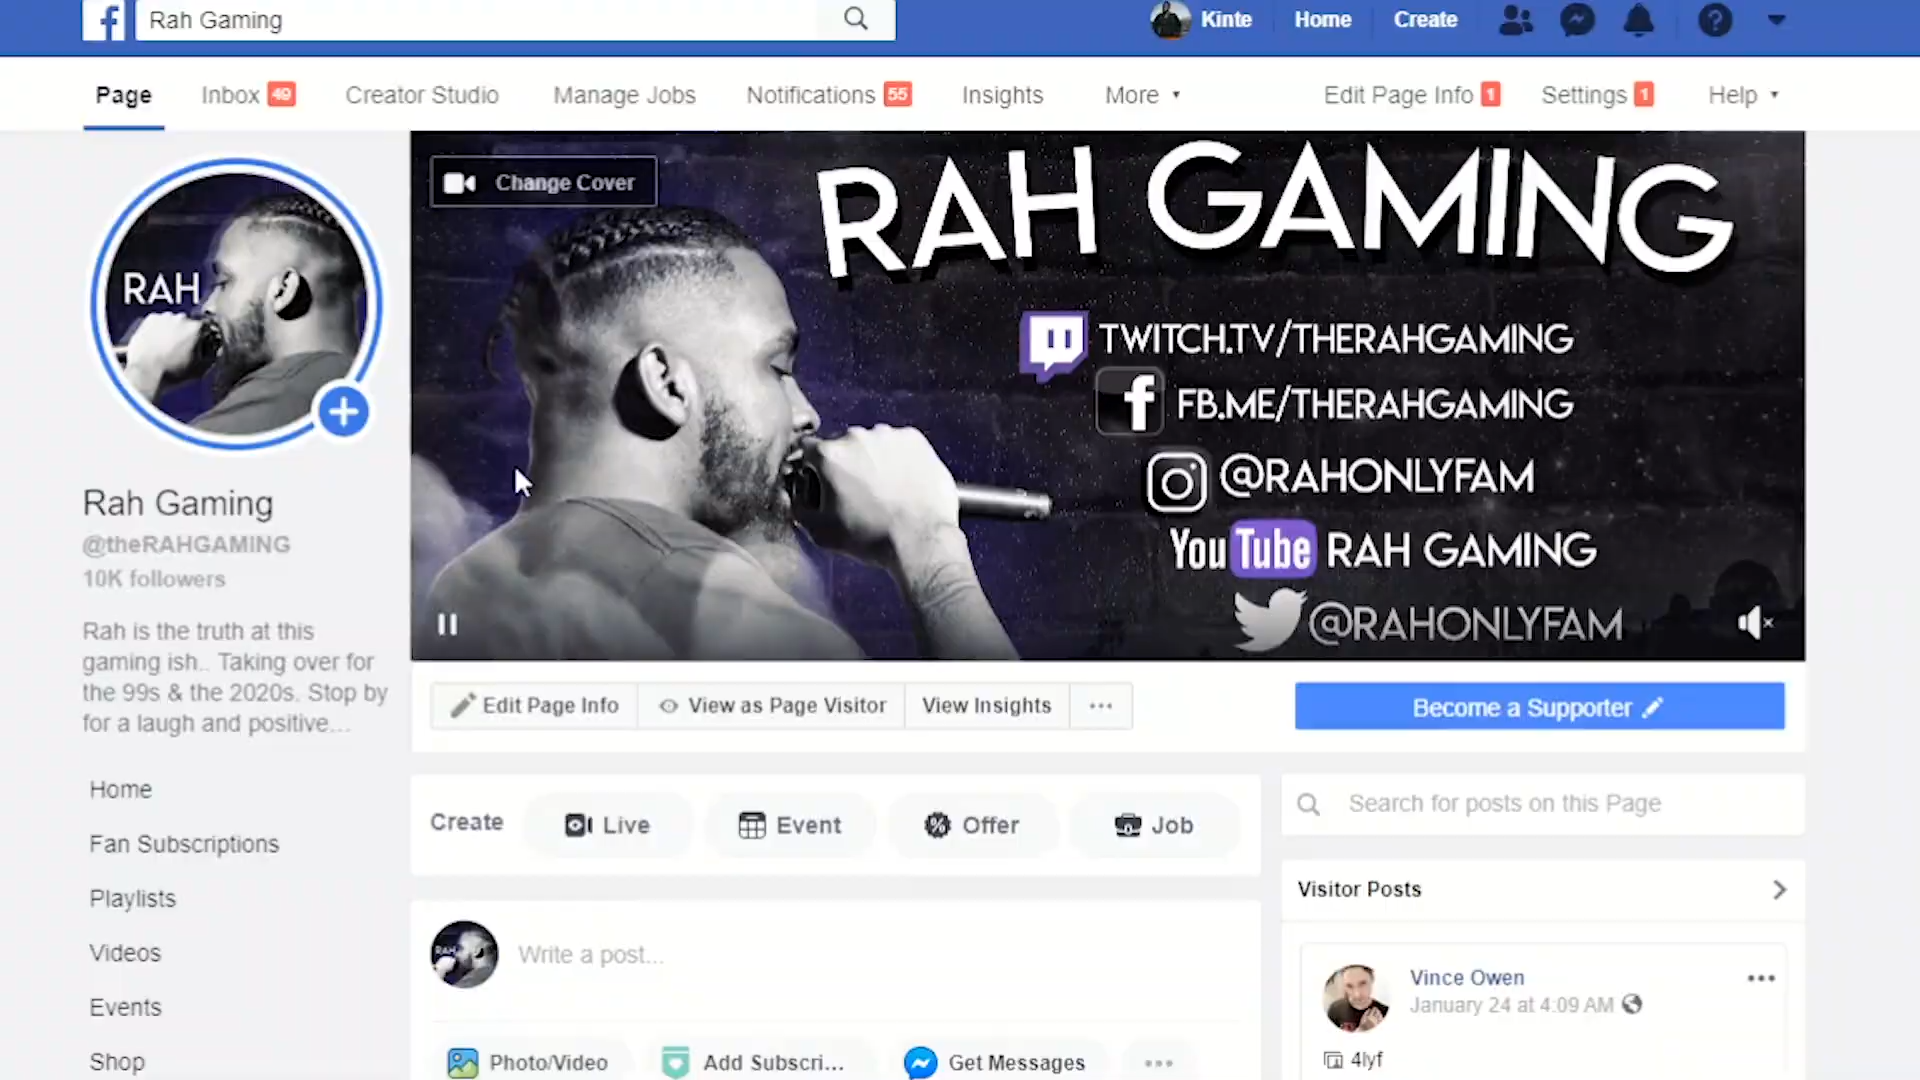 Rah Gaming
Kinte Home Create
Page Inbox 49 Creator Studio Manage Jobs Notifications 55 Insights More Edit Page Info 1 Settings 1 Help
Change Cover
RAH GAMING
TWITCH.TV/THERAHGAMING
FB.ME/THERAHGAMING
@RAHONLYFAM
YouTube RAH GAMING
@RAHONLYFAM
RAH
Rah Gaming
@theRAHGAMING
10K followers
Rah is the truth at this
gaming ish.. Taking over for
the 99s & the 2020s. Stop by
for a laugh and positive...
Home
Fan Subscriptions
Playlists
Videos
Events
Shop
Edit Page Info View as Page Visitor View Insights
Become a Supporter
Create Live Event Offer Job
RAH
Write a post...
Photo/Video Add Subscri... Get Messages
Search for posts on this Page
Visitor Posts
Vince Owen
January 24 at 4:09 AM
4lyf